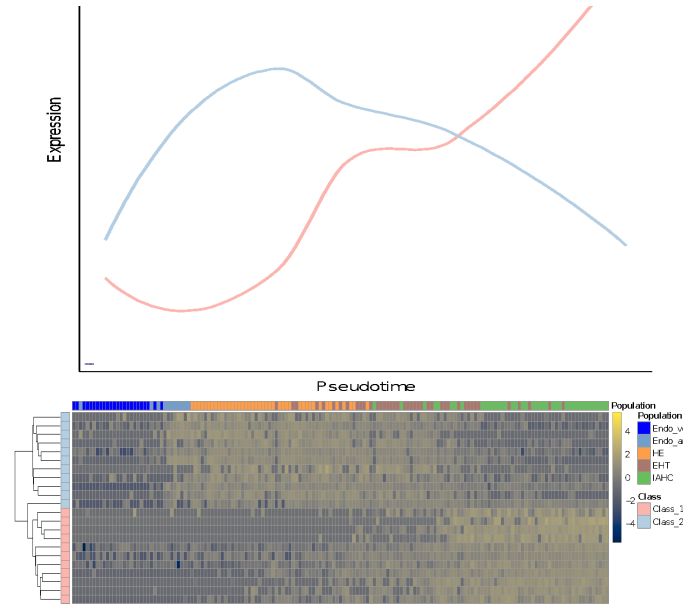 Expression
Pseudotime
Population
Population
Endo_v
Endo_a
HE
EHT
IAHC
Class
Class_1
Class_2
4
2
0
−2
−4